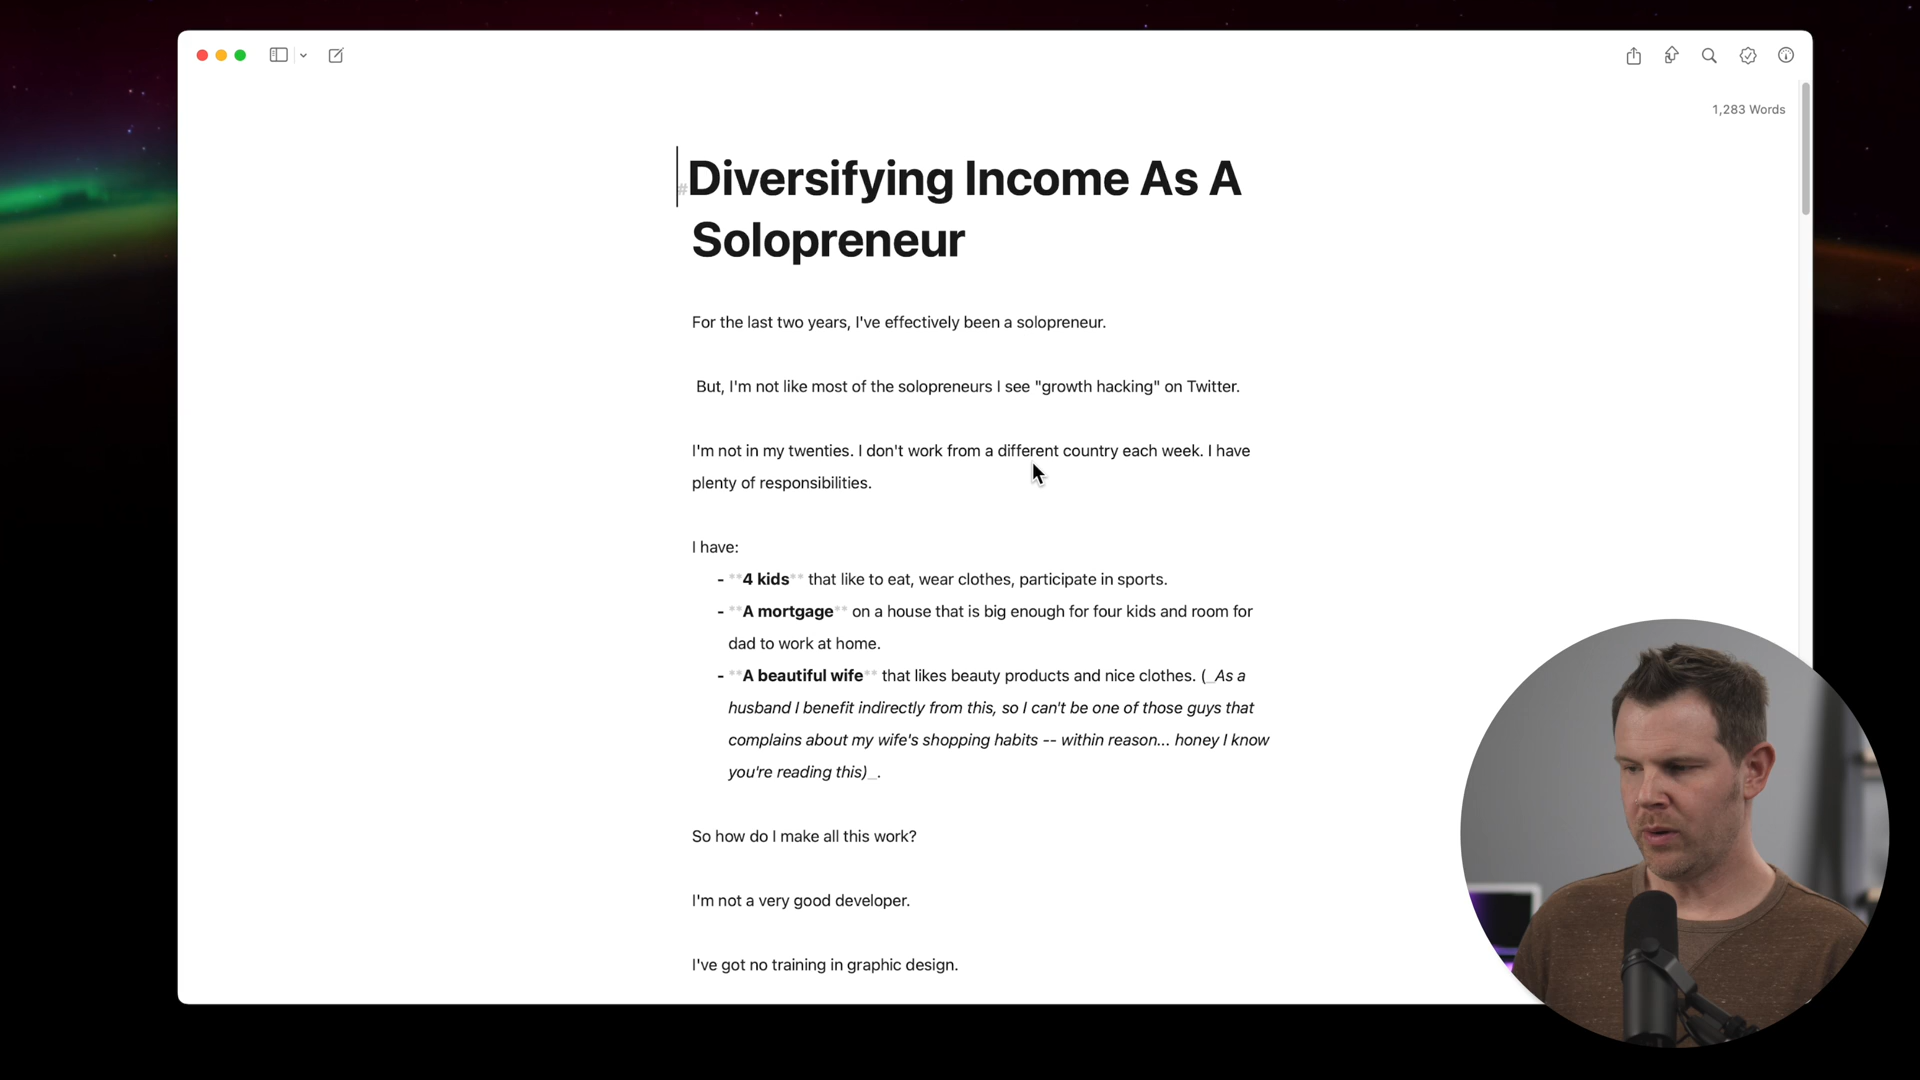 1,283 Words
# Diversifying Income As A
Solopreneur
For the last two years, I've effectively been a solopreneur.
But, I'm not like most of the solopreneurs I see "growth hacking" on Twitter.
I'm not in my twenties. I don't work from a different country each week. I have
plenty of responsibilities.
I have:
- **4 kids** that like to eat, wear clothes, participate in sports.
- **A mortgage** on a house that is big enough for four kids and room for
dad to work at home.
- **A beautiful wife** that likes beauty products and nice clothes. (_As a
husband I benefit indirectly from this, so I can't be one of those guys that
complains about my wife's shopping habits -- within reason... honey I know
you're reading this)_.
So how do I make all this work?
I'm not a very good developer.
I've got no training in graphic design.